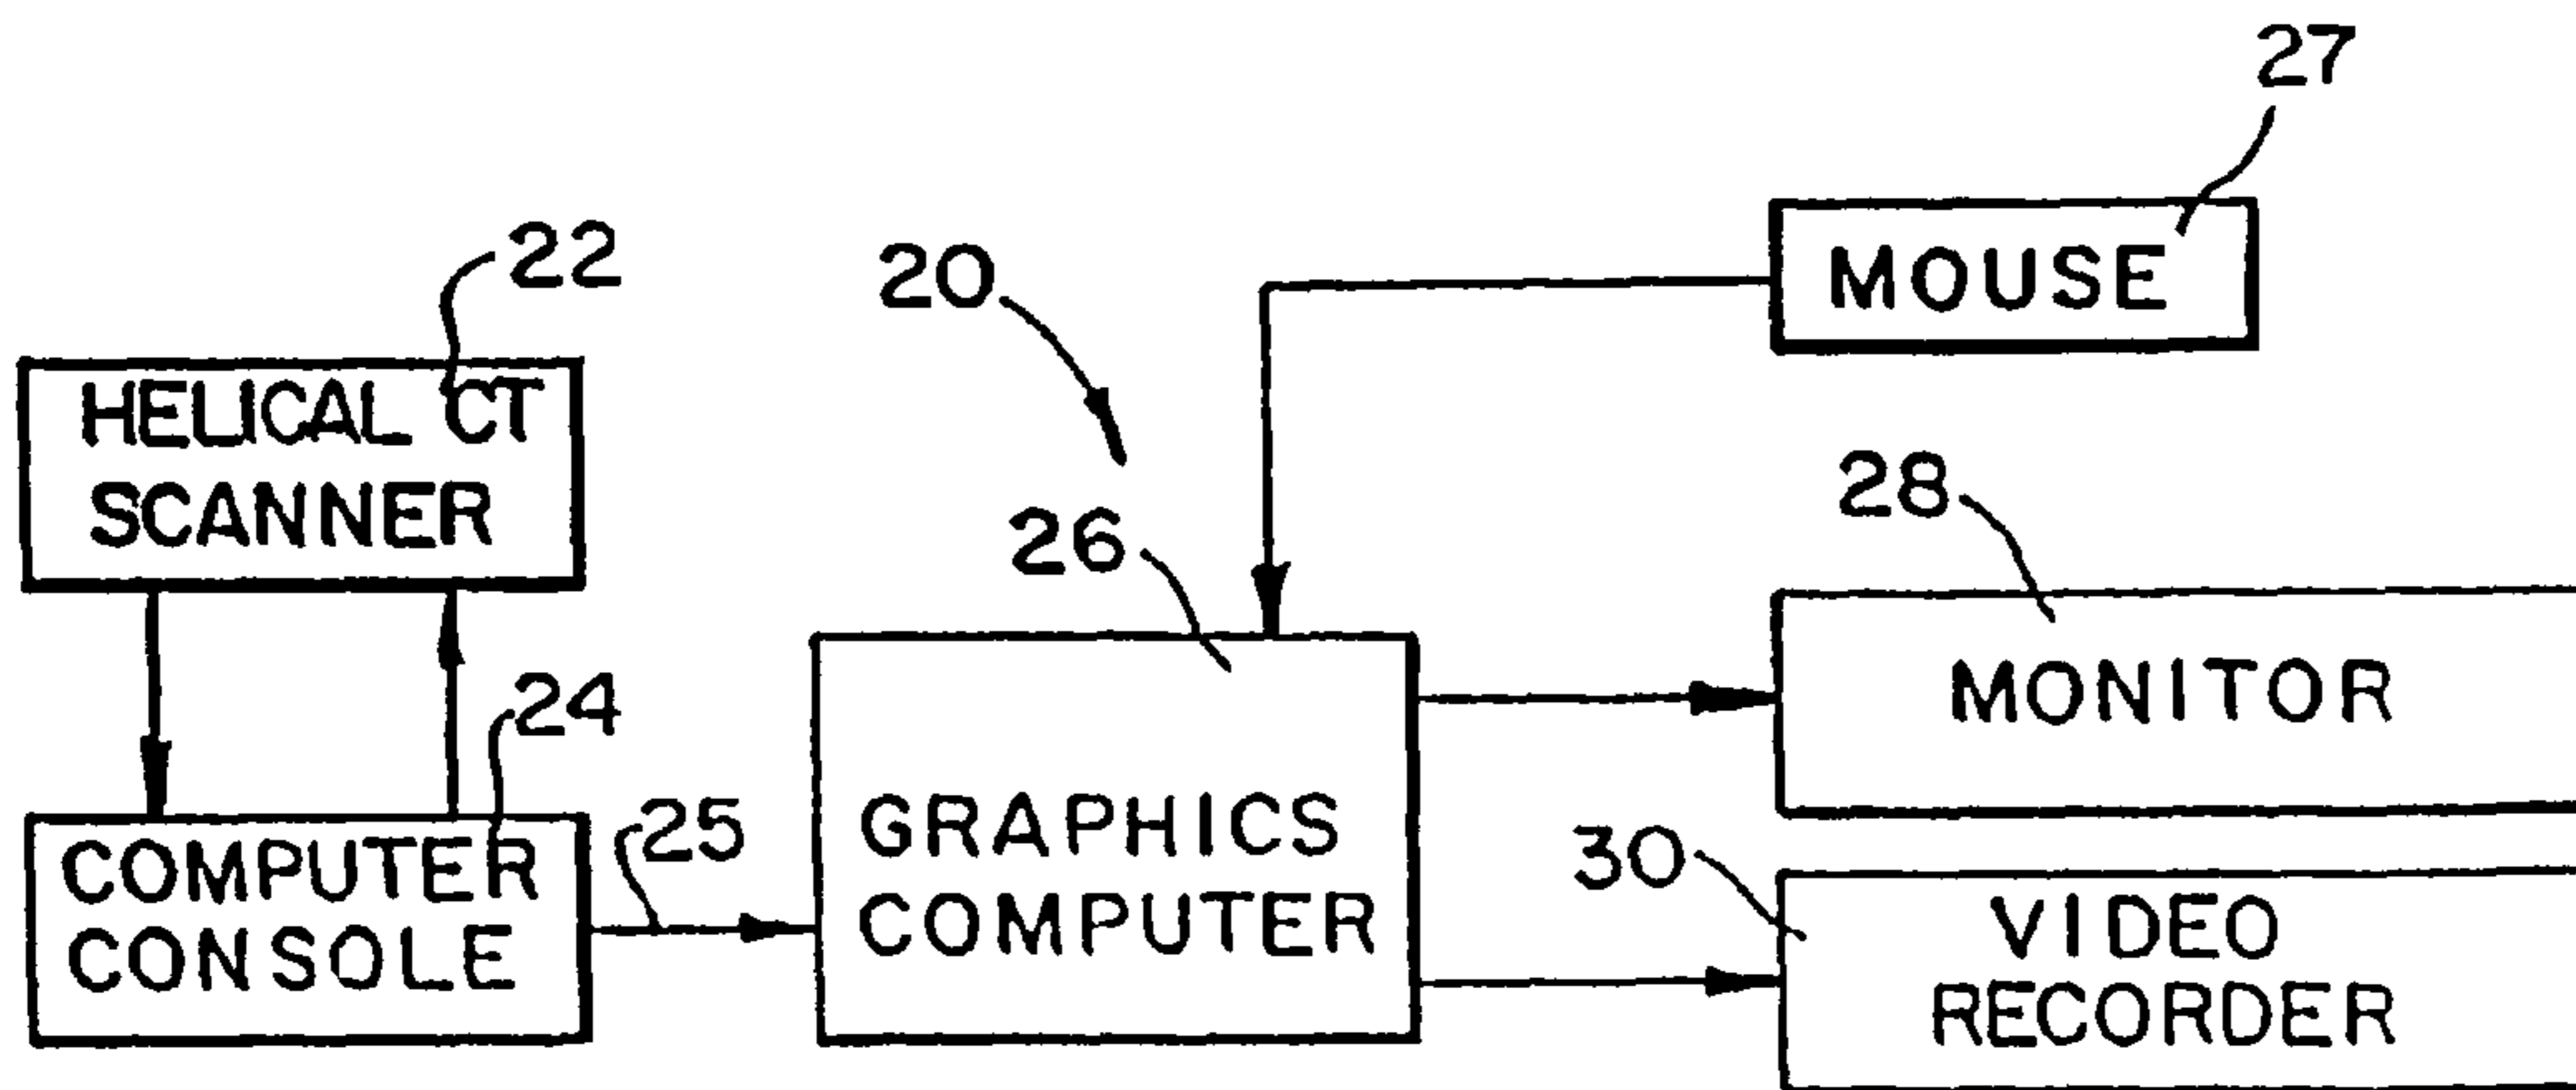 27
22
20
MOUSE
HELICAL CT
SCANNER
28
26
24
MONITOR
25
COMPUTER
CONSOLE
GRAPHICS
COMPUTER
30
VIDEO
RECORDER